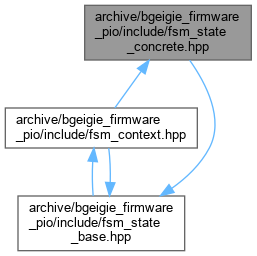 archive/bgeigie_firmware
_pio/include/fsm_state
_concrete.hpp
archive/bgeigie_firmware
_pio/include/fsm_context.hpp
archive/bgeigie_firmware
_pio/include/fsm_state
_base.hpp